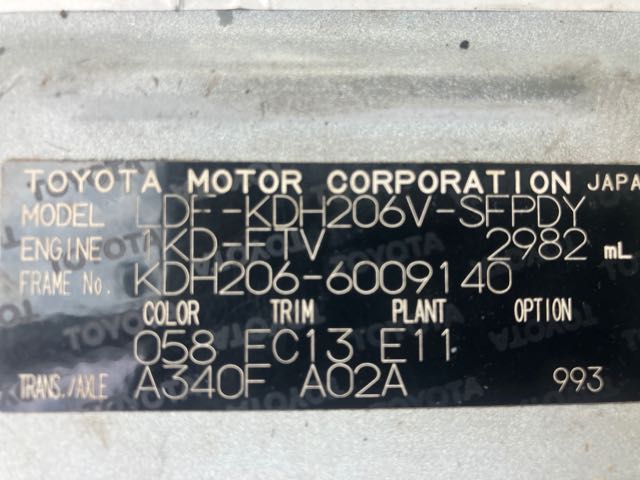 TOYOTA MOTOR CORPORATION JAPA
MODEL LDF-KDH206V-SFPDY
ENGINE 1KD-FTV 2982 mL
FRAME No. KDH206-6009140
COLOR TRIM PLANT OPTION
058 FC13 E11
TRANS./AXLE A340F A02A 993